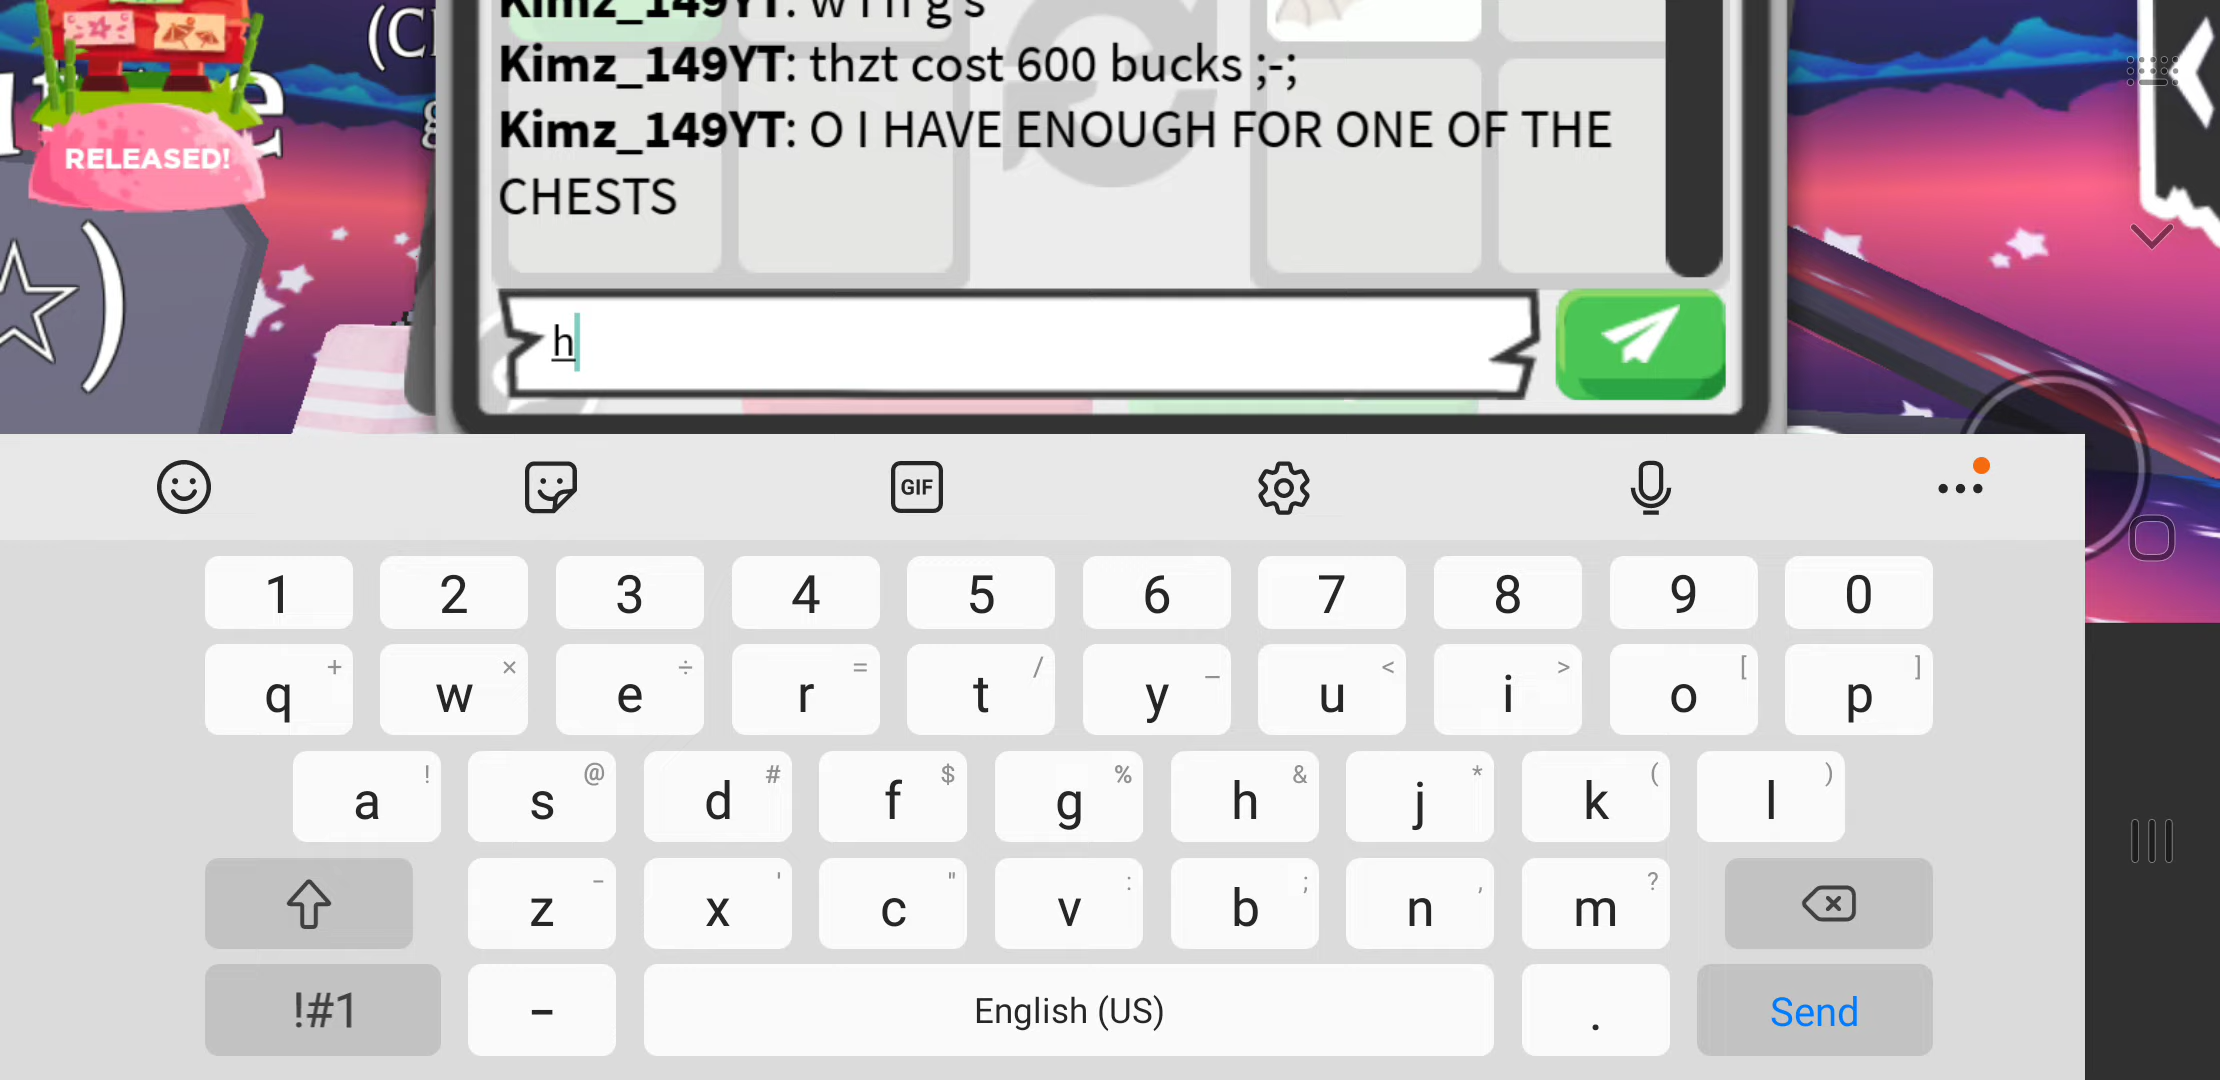 (C
Kimz_149YT: w i n g s
Kimz_149YT: thzt cost 600 bucks ;-;
Kimz_149YT: O I HAVE ENOUGH FOR ONE OF THE
CHESTS
RELEASED!
☆)
h
GIF
1 2 3 4 5 6 7 8 9 0
+ × ÷ = / _ < > [ ]
q w e r t y u i o p
! @ # $ % & * ( )
a s d f g h j k l
- ' " : ; , ?
z x c v b n m
!#1 - English (US) . Send